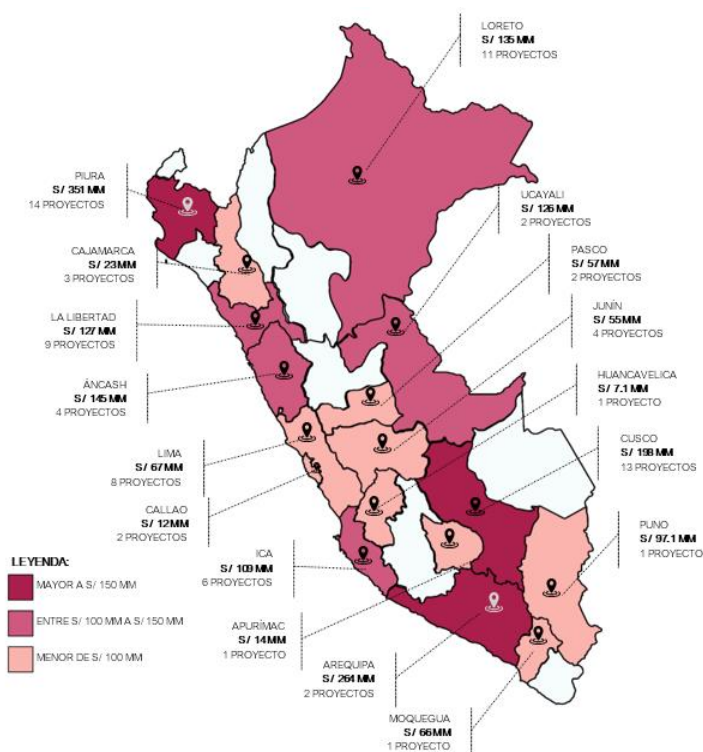 LORETO
S/ 135 MM
11 PROYECTOS
PIURA
S/ 351 MM
14 PROYECTOS
UCAYALI
S/ 126 MM
2 PROYECTOS
CAJAMARCA
S/ 23 MM
3 PROYECTOS
PASCO
S/ 57 MM
2 PROYECTOS
LA LIBERTAD
S/ 127 MM
9 PROYECTOS
JUNÍN
S/ 55 MM
4 PROYECTOS
ÁNCASH
S/ 145 MM
4 PROYECTOS
HUANCAVELICA
S/ 7.1 MM
1 PROYECTO
LIMA
S/ 67 MM
8 PROYECTOS
CUSCO
S/ 198 MM
13 PROYECTOS
CALLAO
S/ 12 MM
2 PROYECTOS
PUNO
S/ 97.1 MM
1 PROYECTO
ICA
S/ 109 MM
6 PROYECTOS
LEYENDA:
MAYOR A S/ 150 MM
ENTRE S/ 100 MM A S/ 150 MM
MENOR DE S/ 100 MM
APURÍMAC
S/ 14 MM
1 PROYECTO
AREQUIPA
S/ 264 MM
2 PROYECTOS
MOQUEGUA
S/ 66 MM
1 PROYECTO